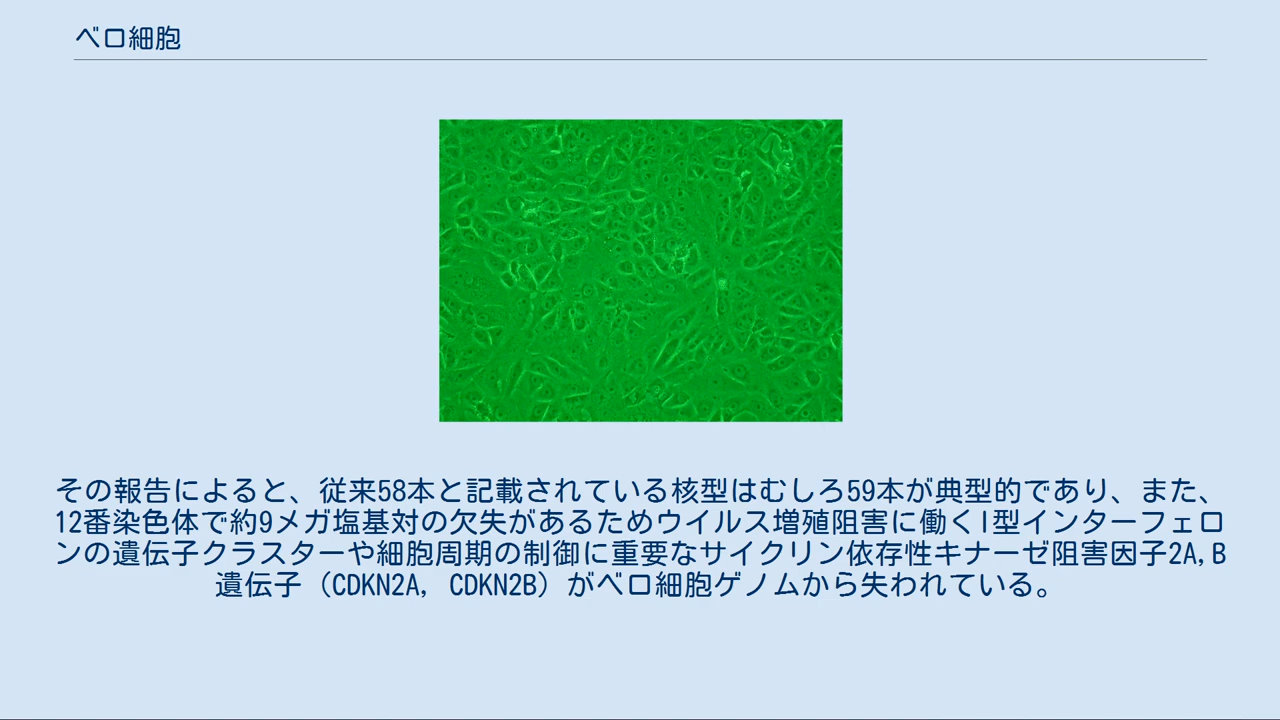 ベロ細胞
その報告によると、従来58本と記載されている核型はむしろ59本が典型的であり、また、
12番染色体で約9メガ塩基対の欠失があるためウイルス増殖阻害に働くI型インターフェロ
ンの遺伝子クラスターや細胞周期の制御に重要なサイクリン依存性キナーゼ阻害因子2A,B
遺伝子（CDKN2A, CDKN2B）がベロ細胞ゲノムから失われている。